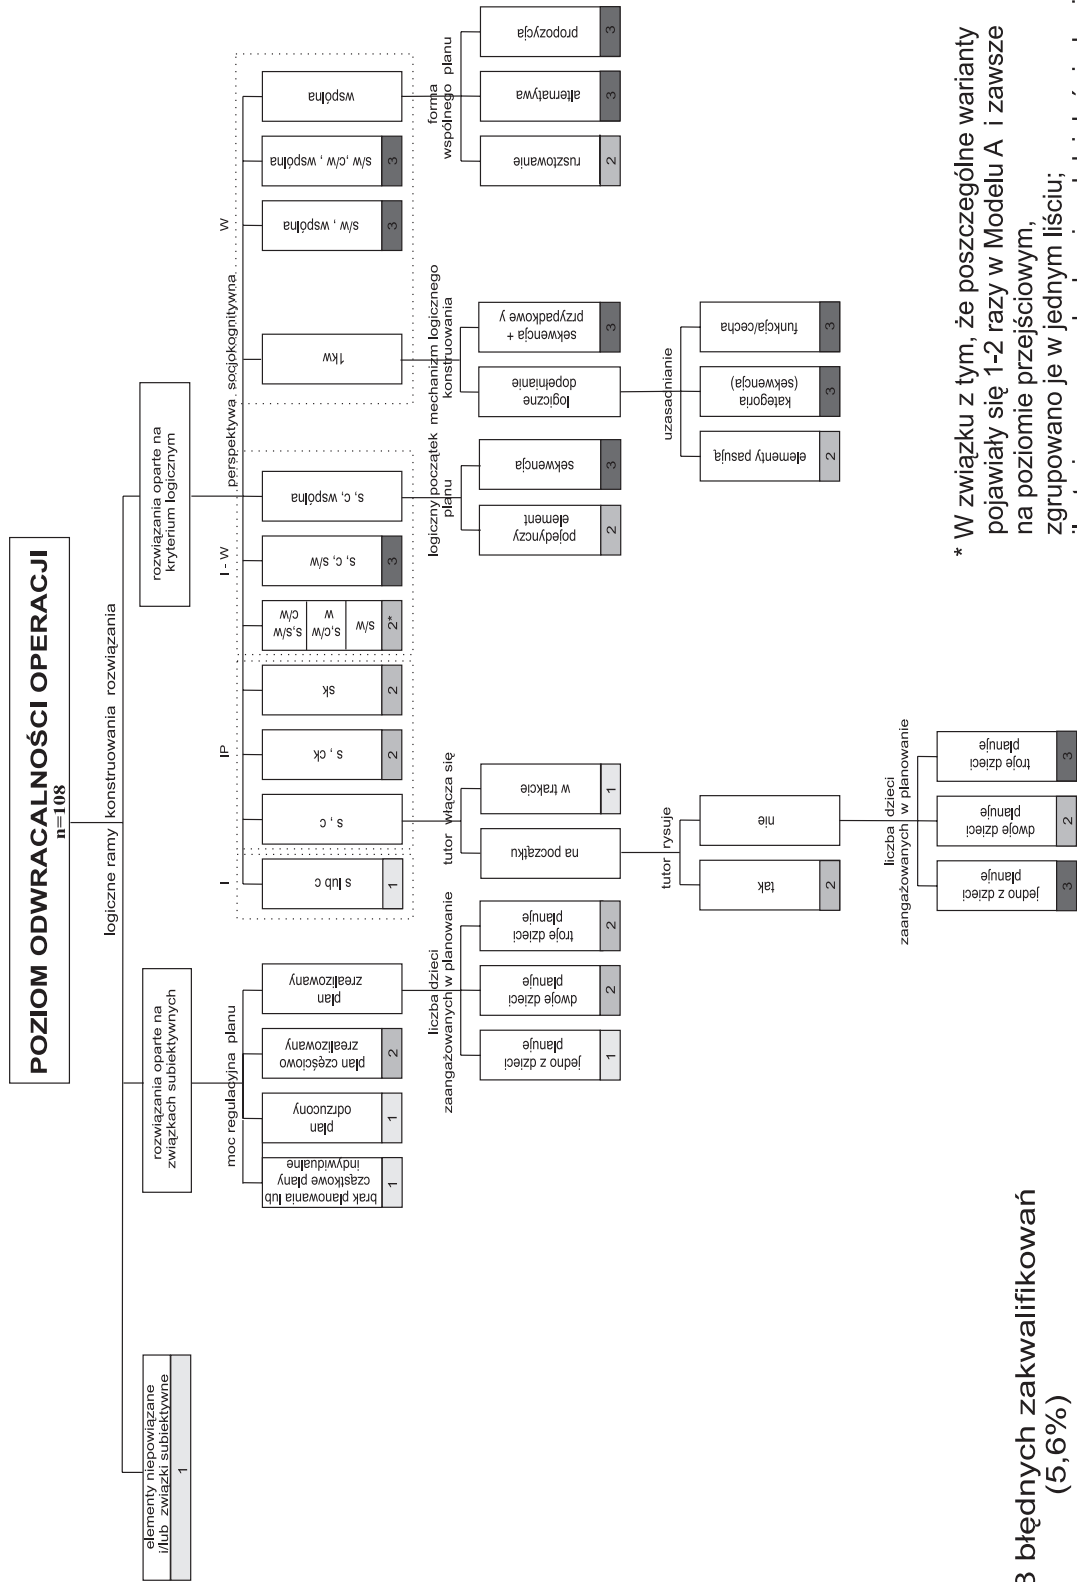 POZIOM ODWRACALNOŚCI OPERACJI
n=108
logiczne ramy konstruowania rozwiązania
elementy niepowiązane
i/lub związki subiektywne
1
rozwiązania oparte na
związkach subiektywnych
moc regulacyjna planu
brak planowania lub
cząstkowe plany
indywidualne
1
plan
odrzucony
1
plan częściowo
zrealizowany
2
plan
zrealizowany
liczba dzieci
zaangażowanych w planowanie
jedno z dzieci
planuje
1
dwoje dzieci
planuje
2
troje dzieci
planuje
2
rozwiązania oparte na
kryterium logicznym
perspektywa socjokognitywna
I
IP
I - W
W
s lub c
1
s , c
s , ck
2
sk
2
s,s/w
c/w
s,c/w
w
s/w
2*
s, c, s/w
3
s, c, wspólna
1kw
s/w , wspólna
3
s/w ,c/w , wspólna
3
wspólna
tutor włącza się
na początku
w trakcie
1
tutor rysuje
tak
2
nie
liczba dzieci
zaangażowanych w planowanie
jedno z dzieci
planuje
3
dwoje dzieci
planuje
2
troje dzieci
planuje
3
logiczny początek
planu
pojedynczy
element
2
sekwencja
3
mechanizm logicznego
konstruowania
logiczne
dopełnianie
sekwencja +
przypadkowe y
3
uzasadnianie
elementy pasują
2
kategoria
(sekwencja)
3
funkcja/cecha
3
forma
wspólnego planu
rusztowanie
2
alternatywa
3
propozycja
3
* W związku z tym, że poszczególne warianty
pojawiały się 1-2 razy w Modelu A i zawsze
na poziomie przejściowym,
zgrupowano je w jednym liściu;
błędnych zakwalifikowań
(5,6%)